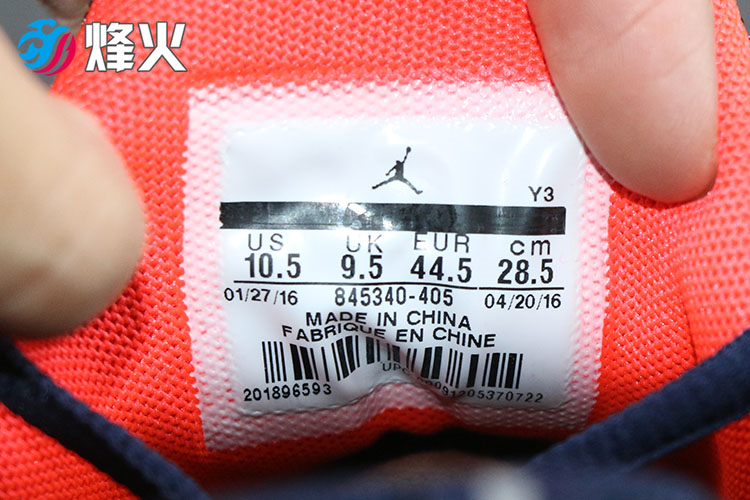 烽火
Y3
US UK EUR cm
10.5 9.5 44.5 28.5
01/27/16 845340-405 04/20/16
MADE IN CHINA
FABRIQUE EN CHINE
201896593